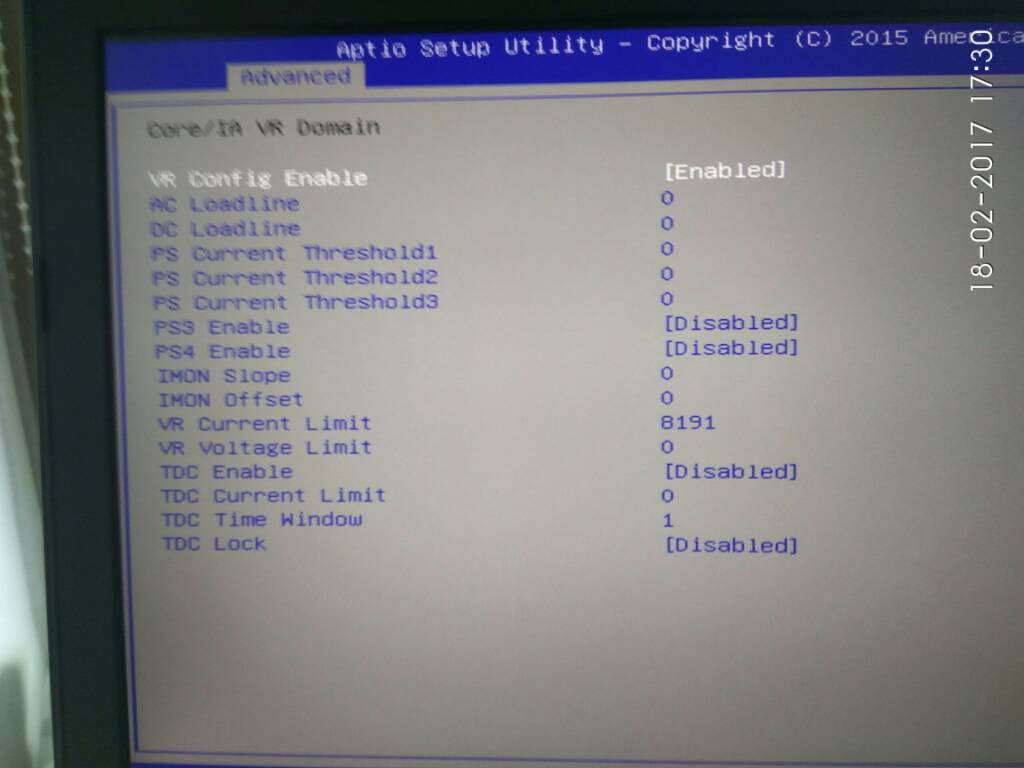 Aptio Setup Utility - Copyright (C) 2015
Advanced
Core/IA VR Domain
VR Config Enable [Enabled]
AC Loadline 0
DC Loadline 0
PS Current Threshold1 0
PS Current Threshold2 0
PS Current Threshold3 0
PS3 Enable [Disabled]
PS4 Enable [Disabled]
IMON Slope 0
IMON Offset 0
VR Current Limit 8191
VR Voltage Limit 0
TDC Enable [Disabled]
TDC Current Limit 0
TDC Time Window 1
TDC Lock [Disabled]
18-02-2017 17:30